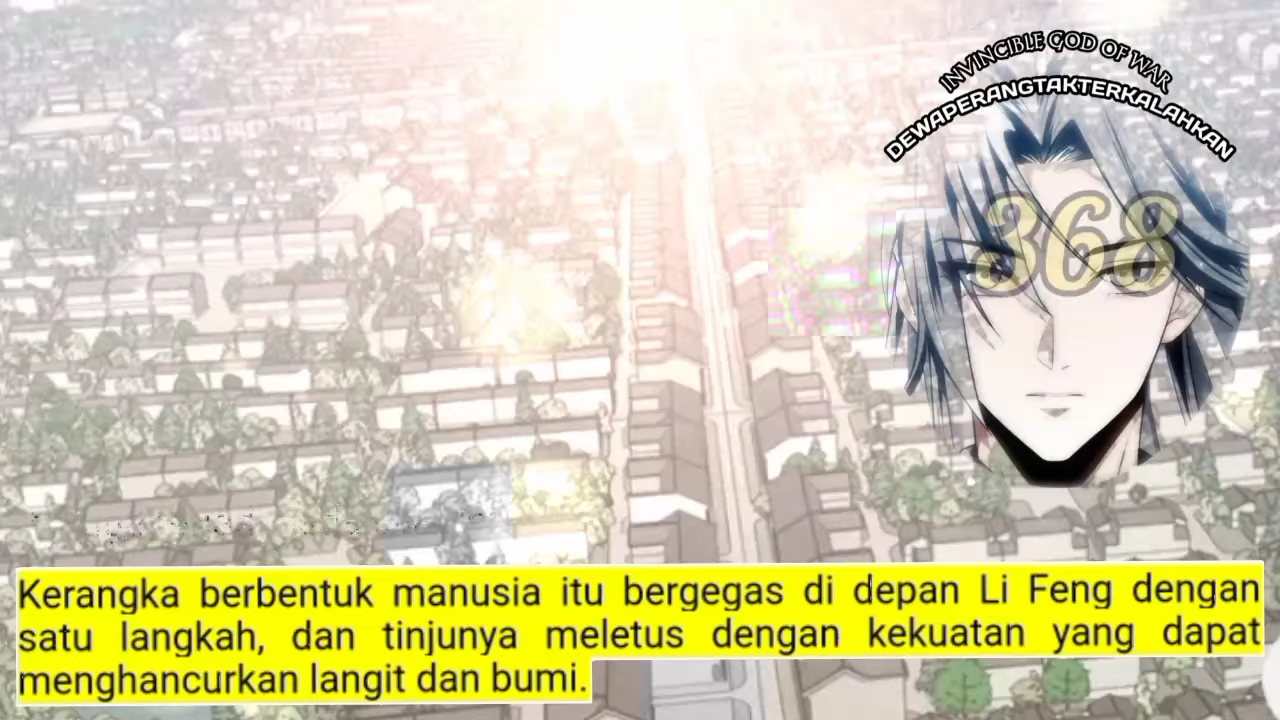 INVINCIBLE GOD OF WAR
DEWAPERANGTAKTERKALAHKAN
368
Kerangka berbentuk manusia itu bergegas di depan Li Feng dengan
satu langkah, dan tinjunya meletus dengan kekuatan yang dapat
menghancurkan langit dan bumi.